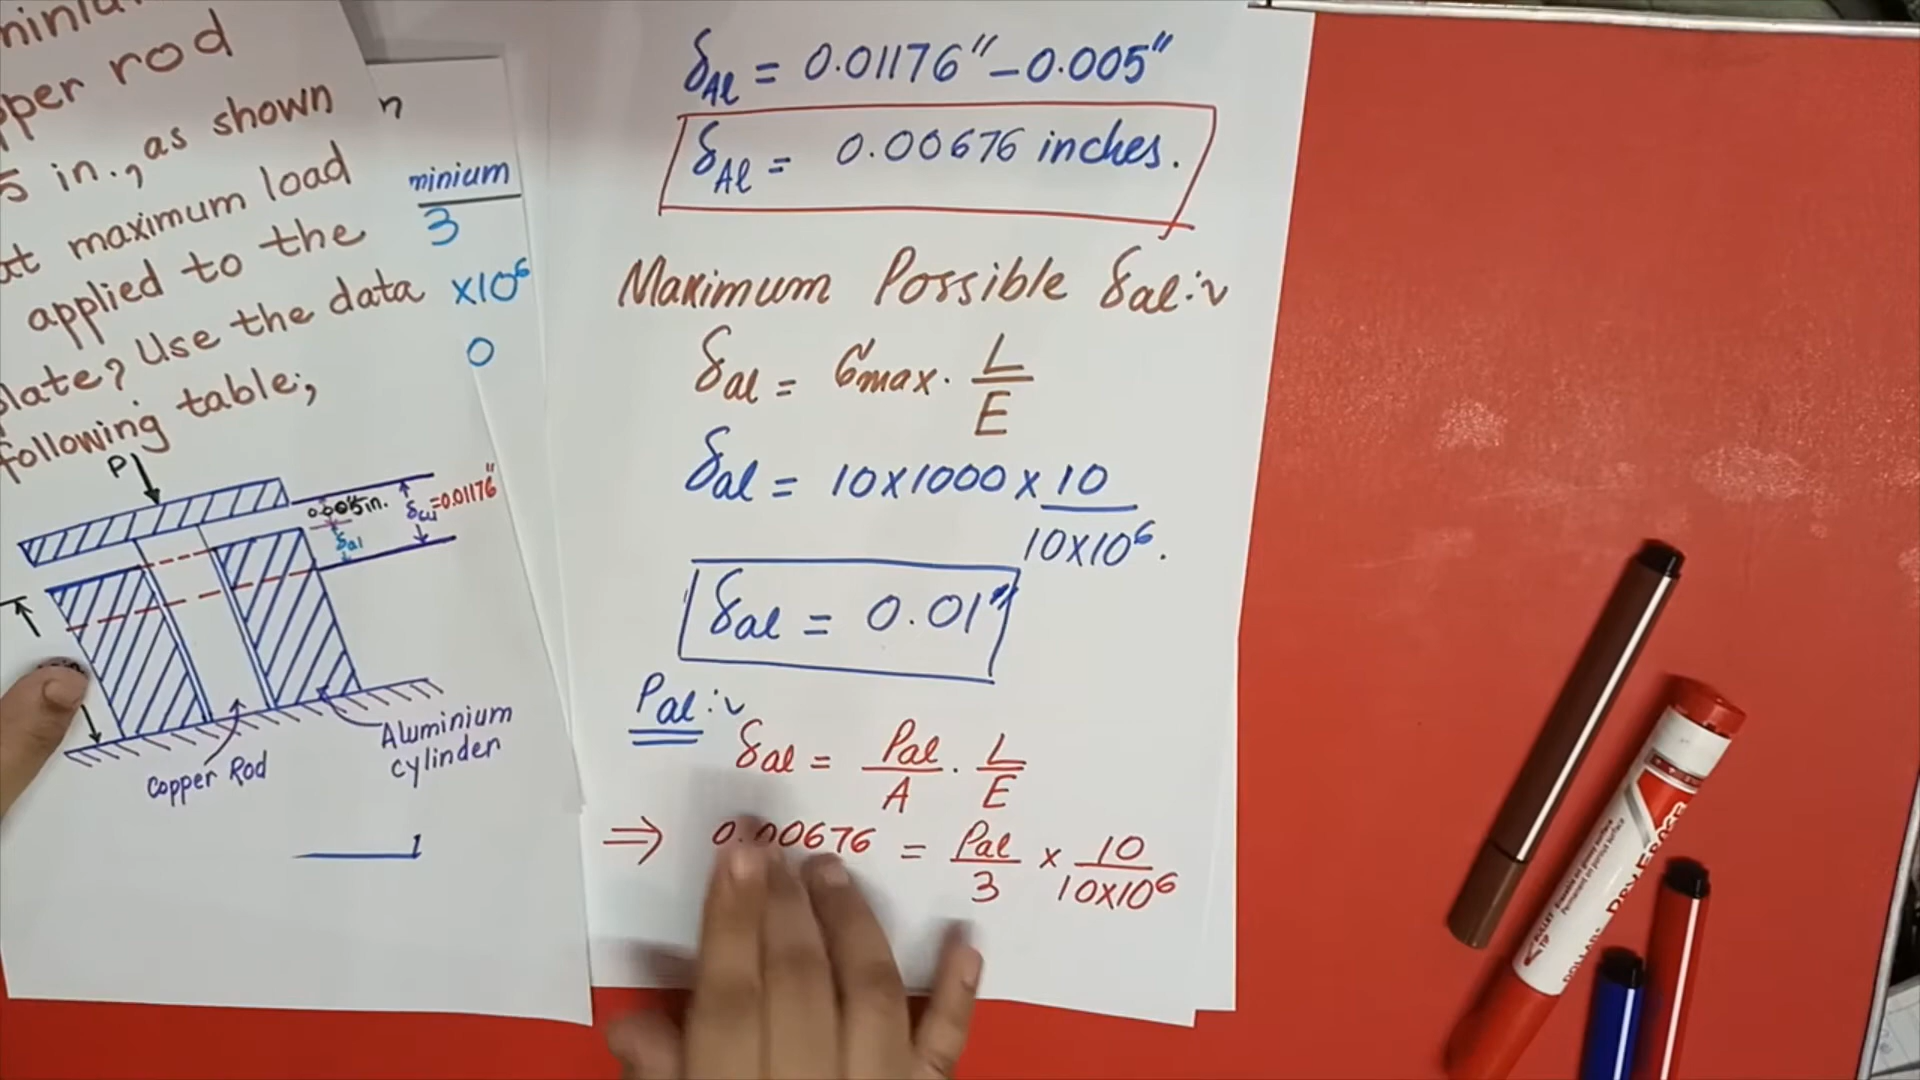 per rod
5 in., as shown
at maximum load
applied to the
plate? Use the data
following table;
minium
3
x10⁶
0
P
0.005 in.
δcu=0.01176"
δal
Copper Rod
Aluminium
cylinder
δAl = 0.01176" - 0.005"
δAl = 0.00676 inches.
Maximum Possible δal:~
δal = σmax. L/E
δal = 10x1000 x 10/10x10⁶.
δal = 0.01"
Pal:~
δal = Pal/A . L/E
⇒ 0.00676 = Pal/3 x 10/10x10⁶
DRY ERASE